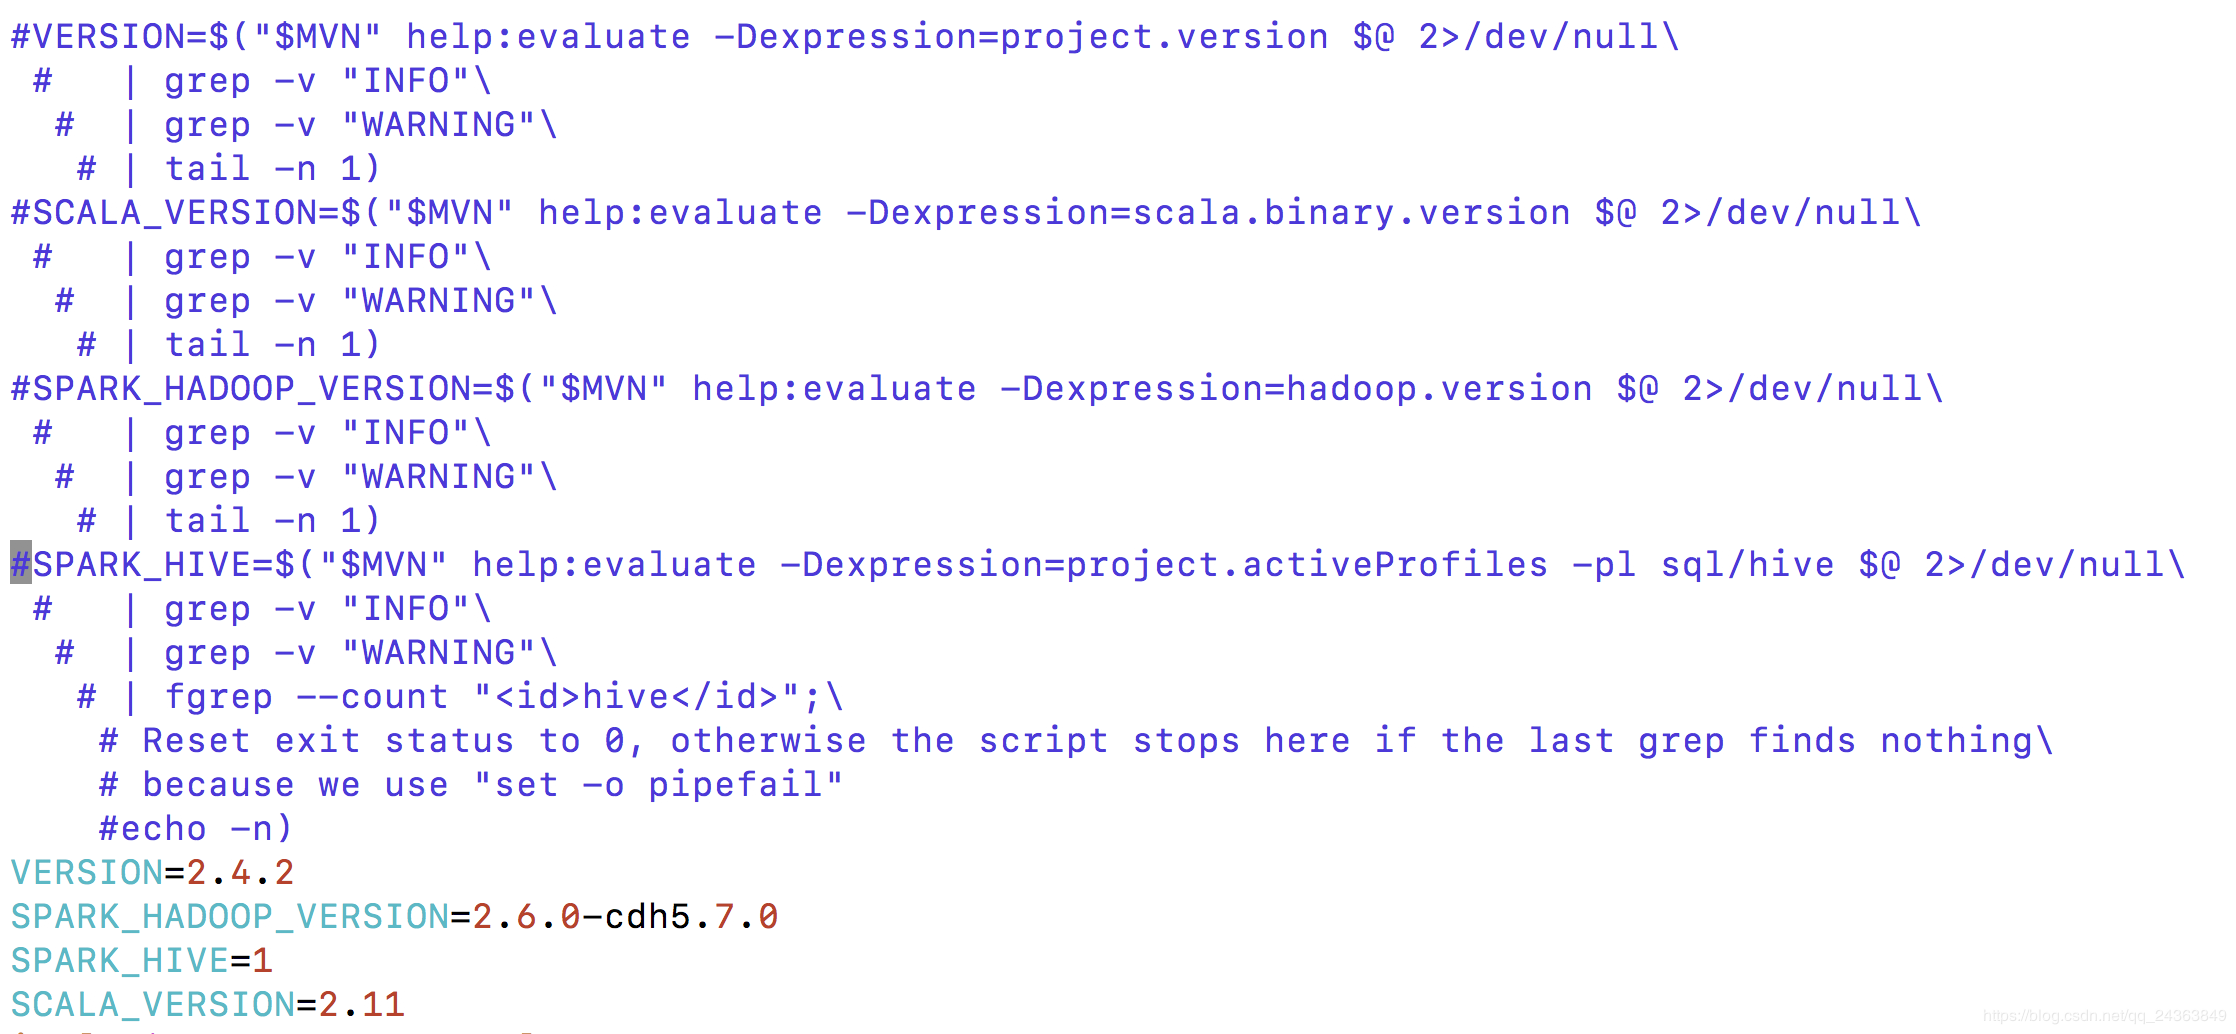 #VERSION=$("$MVN" help:evaluate -Dexpression=project.version $@ 2>/dev/null\
 #   | grep -v "INFO"\
  #  | grep -v "WARNING"\
   # | tail -n 1)
#SCALA_VERSION=$("$MVN" help:evaluate -Dexpression=scala.binary.version $@ 2>/dev/null\
 #   | grep -v "INFO"\
  #  | grep -v "WARNING"\
   # | tail -n 1)
#SPARK_HADOOP_VERSION=$("$MVN" help:evaluate -Dexpression=hadoop.version $@ 2>/dev/null\
 #   | grep -v "INFO"\
  #  | grep -v "WARNING"\
   # | tail -n 1)
#SPARK_HIVE=$("$MVN" help:evaluate -Dexpression=project.activeProfiles -pl sql/hive $@ 2>/dev/null\
 #   | grep -v "INFO"\
  #  | grep -v "WARNING"\
   # | fgrep --count "<id>hive</id>";\
    # Reset exit status to 0, otherwise the script stops here if the last grep finds nothing\
    # because we use "set -o pipefail"
    #echo -n)
VERSION=2.4.2
SPARK_HADOOP_VERSION=2.6.0-cdh5.7.0
SPARK_HIVE=1
SCALA_VERSION=2.11
https://blog.csdn.net/qq_24363849